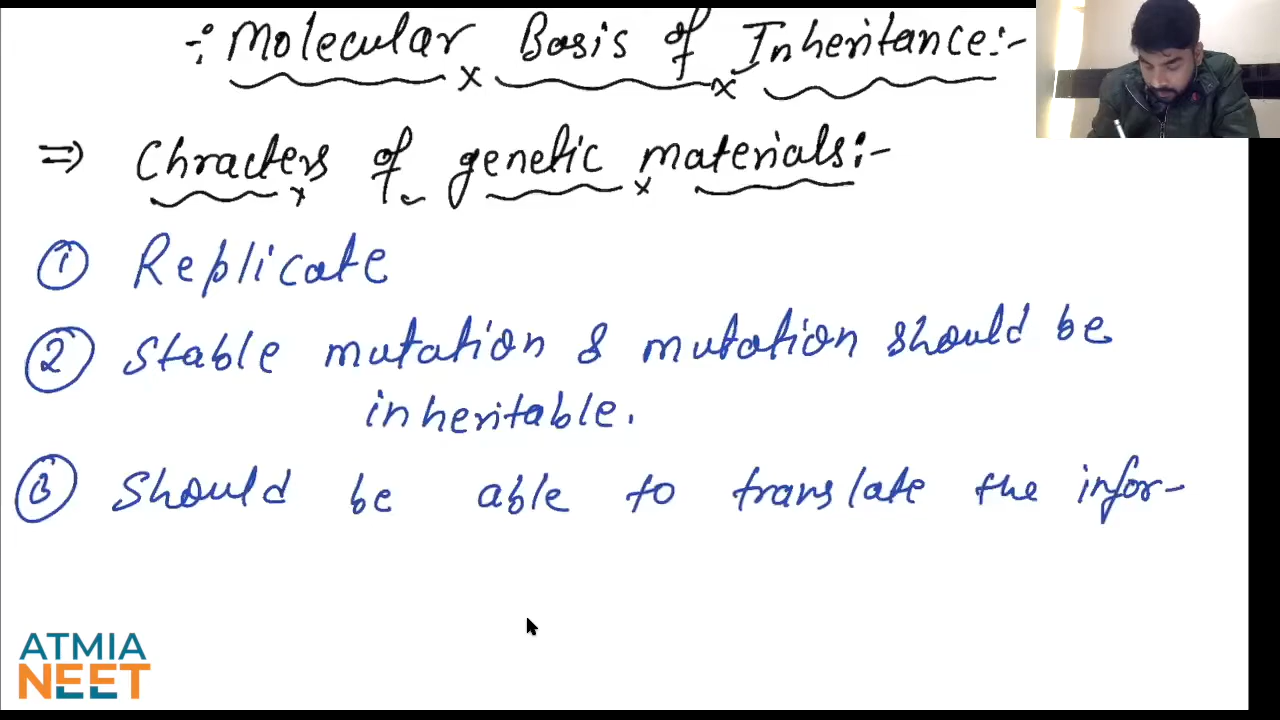 ÷ Molecular Basis of Inheritance:-
⇒ Chracters of genetic materials:-
① Replicate
② Stable mutation & mutation should be
inheritable.
③ Should be able to translate the infor-
ATMIA
NEET